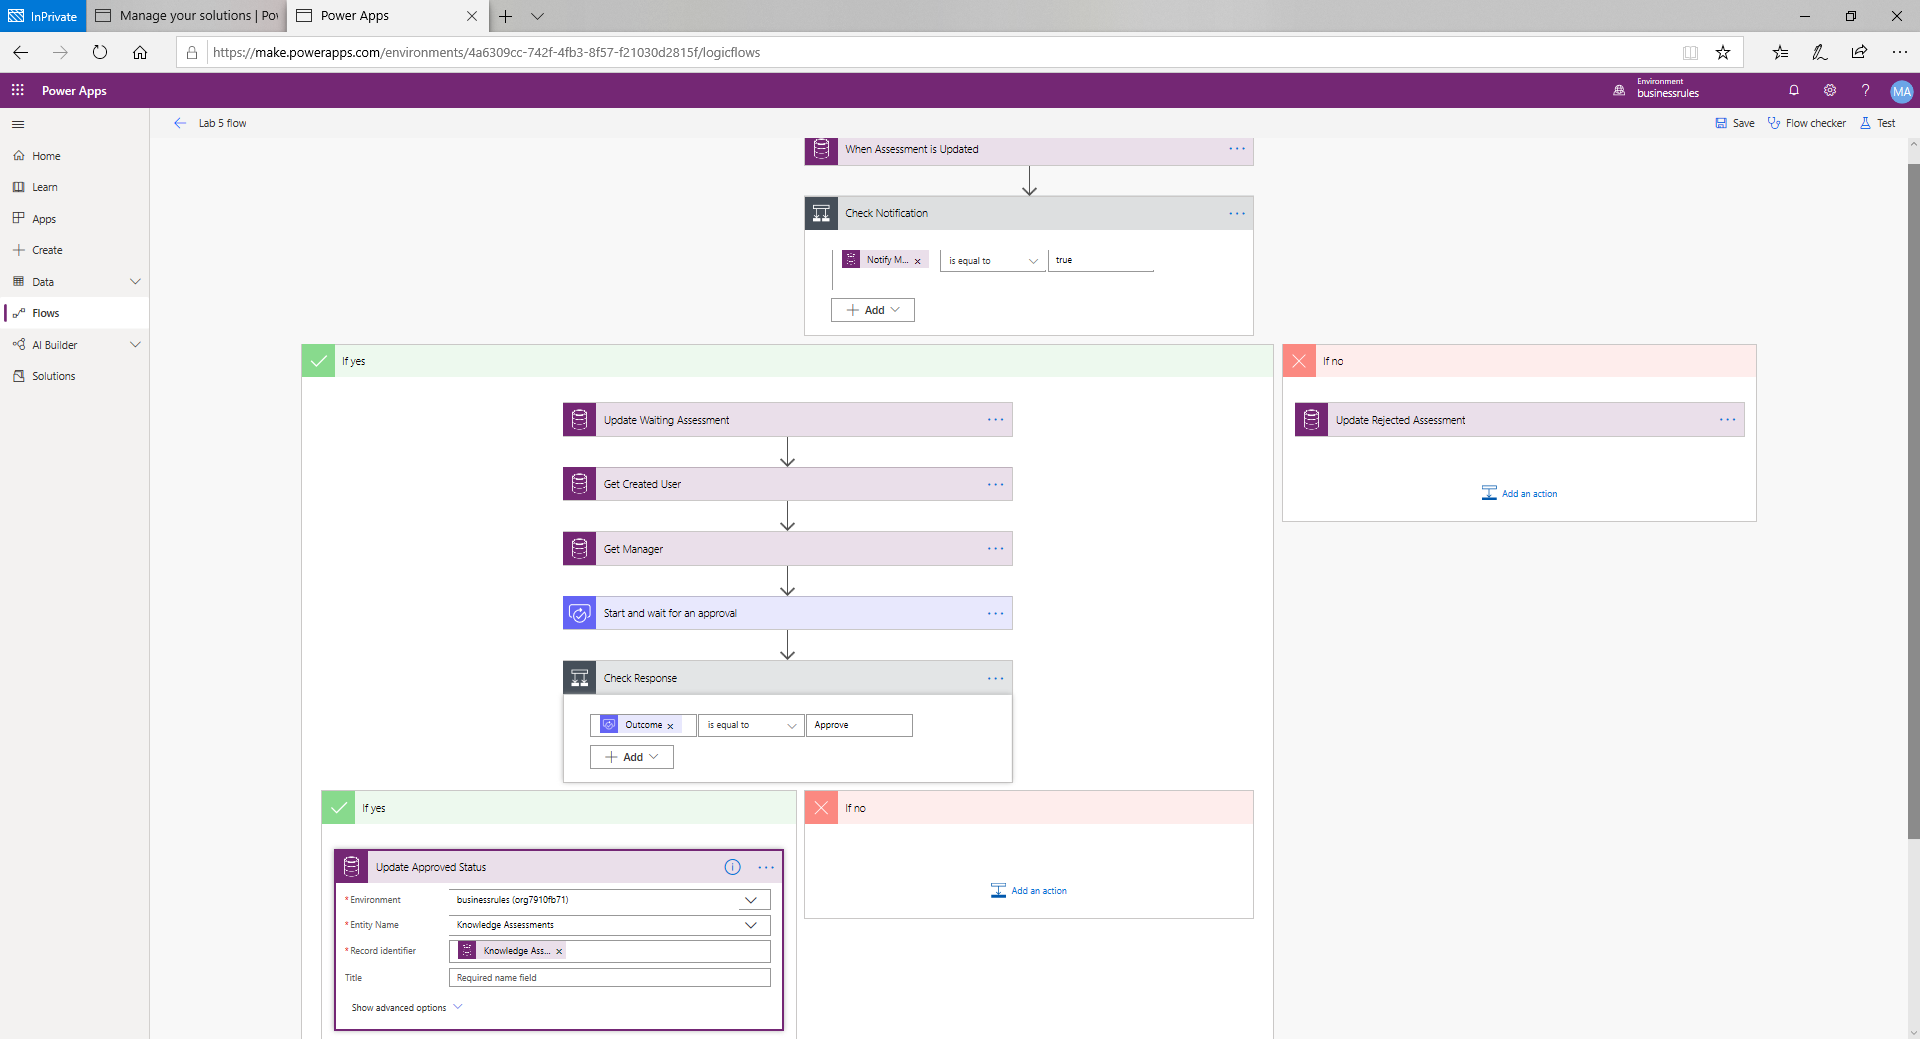 InPrivate
Manage your solutions | Pow
Power Apps
https://make.powerapps.com/environments/4a6309cc-742f-4fb3-8f57-f21030d2815f/logicflows
Power Apps
Environment
businessrules
MA
Lab 5 flow
Save
Flow checker
Test
Home
Learn
Apps
Create
Data
Flows
AI Builder
Solutions
When Assessment is Updated
Check Notification
Notify M... x
is equal to
true
Add
If yes
If no
Update Waiting Assessment
Update Rejected Assessment
Get Created User
Add an action
Get Manager
Start and wait for an approval
Check Response
Outcome x
is equal to
Approve
Add
If yes
If no
Update Approved Status
* Environment
businessrules (org7910fb71)
Add an action
* Entity Name
Knowledge Assessments
* Record identifier
Knowledge Ass... x
Title
Required name field
Show advanced options